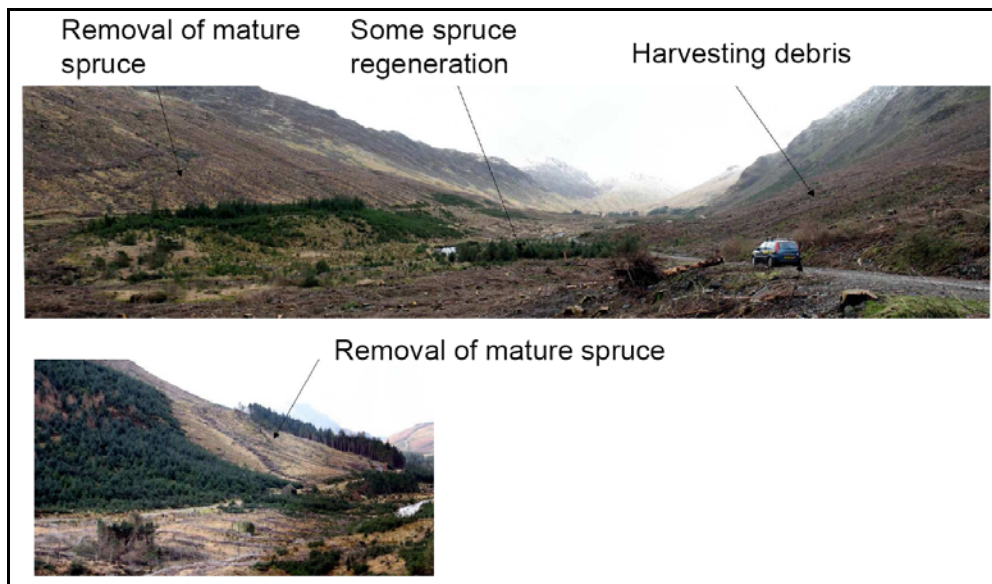 Removal of mature
spruce
Some spruce
regeneration
Harvesting debris
Removal of mature spruce